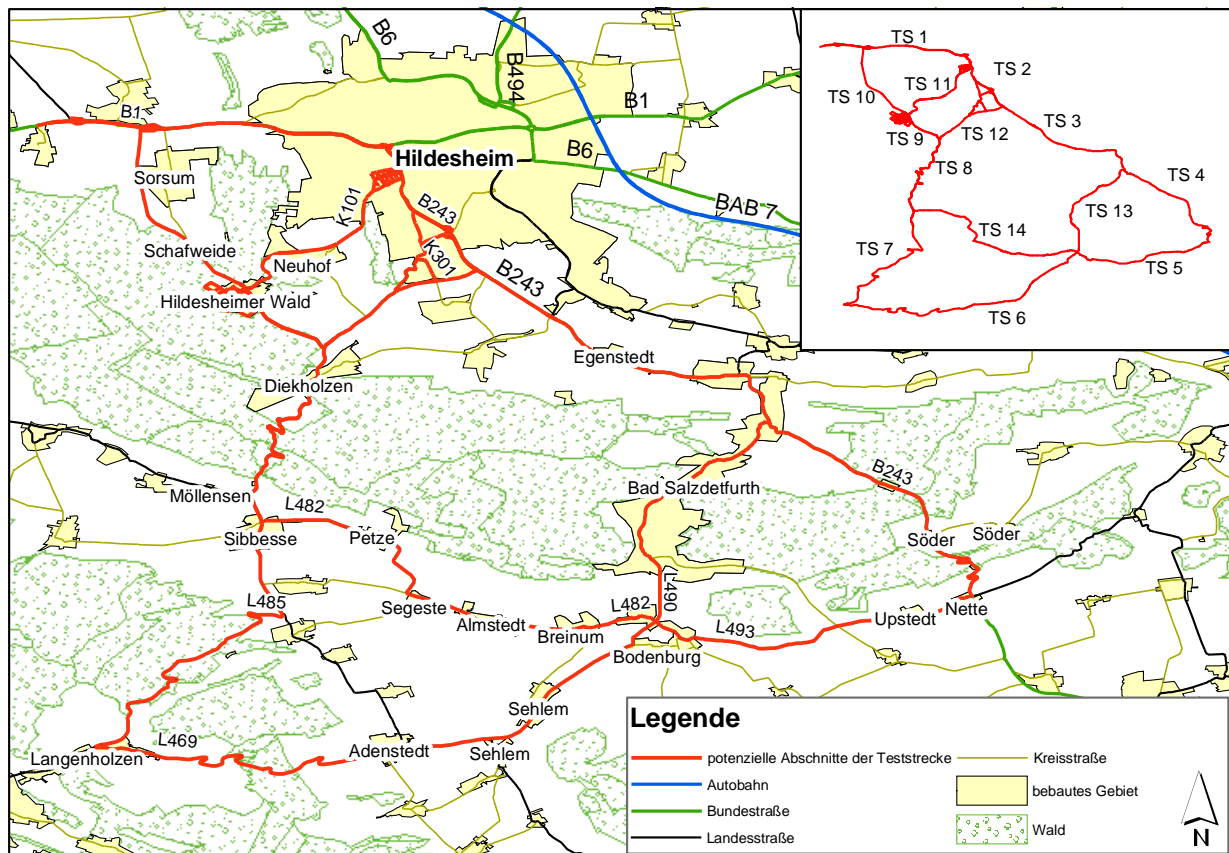 B6
B494
B1
B1
Hildesheim
B6
BAB 7
Sorsum
K101
B243
Schafweide
Neuhof
K301
B243
Hildesheimer Wald
Egenstedt
Diekholzen
Möllensen
L482
Bad Salzdetfurth
B243
Sibbesse
Petze
Söder
Söder
L485
Segeste
Almstedt
L482
L480
Breinum
L493
Upstedt
Nette
Bodenburg
Sehlem
L469
Langenholzen
Adenstedt
Sehlem
TS 1
TS 2
TS 11
TS 10
TS 3
TS 9
TS 12
TS 8
TS 4
TS 13
TS 14
TS 7
TS 5
TS 6
Legende
potenzielle Abschnitte der Teststrecke
Autobahn
Bundestraße
Landesstraße
Kreisstraße
bebautes Gebiet
Wald
N